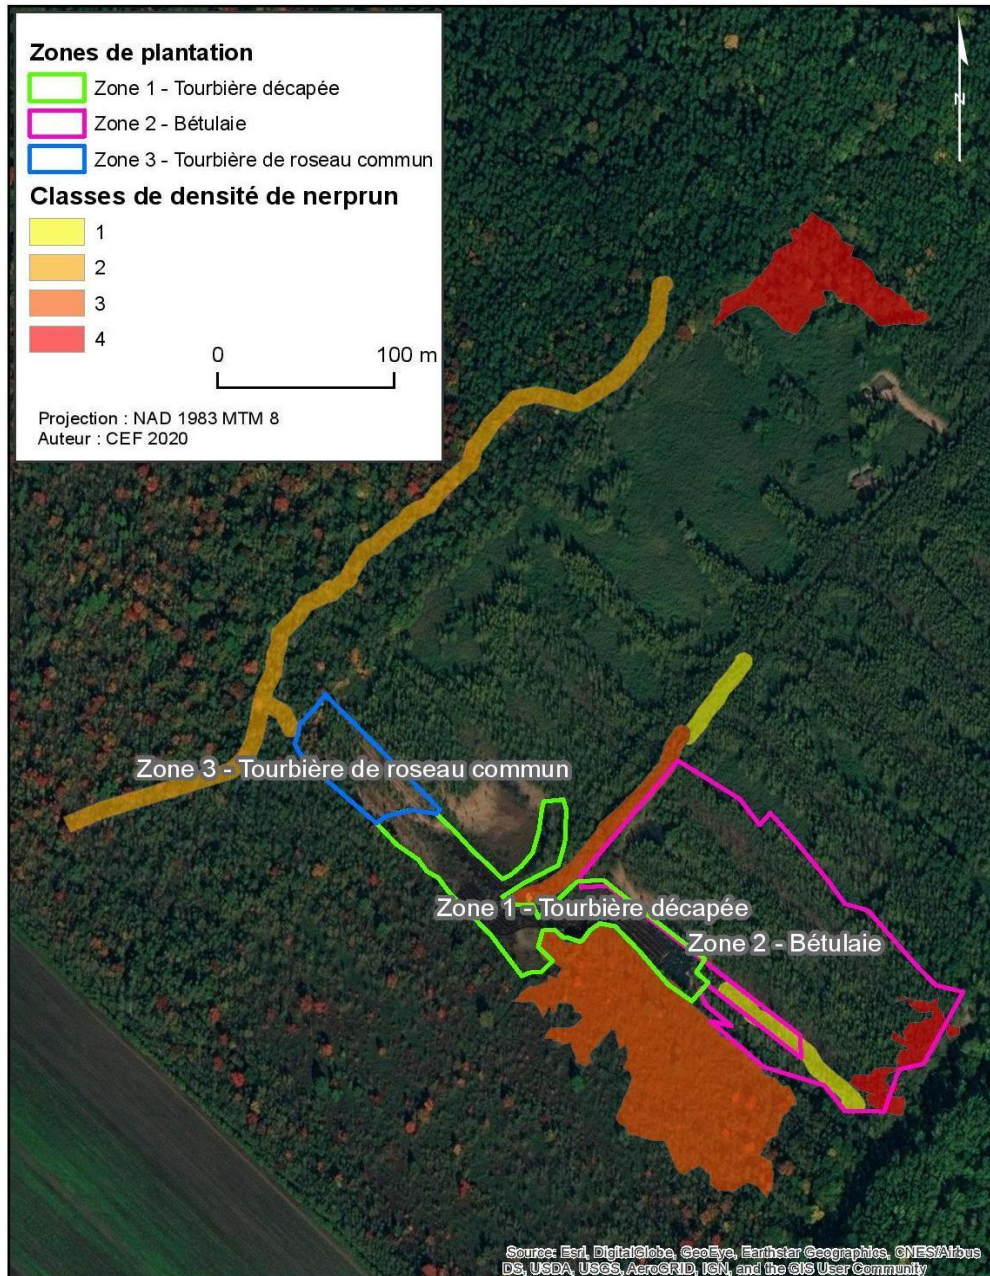 Zones de plantation
Zone 1 - Tourbière décapée
Zone 2 - Bétulaie
Zone 3 - Tourbière de roseau commun
Classes de densité de nerprun
1
2
3
4
0 100 m
Projection : NAD 1983 MTM 8
Auteur : CEF 2020
N
Zone 3 - Tourbière de roseau commun
Zone 1 - Tourbière décapée
Zone 2 - Bétulaie
Source: Esri, DigitalGlobe, GeoEye, Earthstar Geographics, CNES/Airbus
DS, USDA, USGS, AeroGRID, IGN, and the GIS User Community